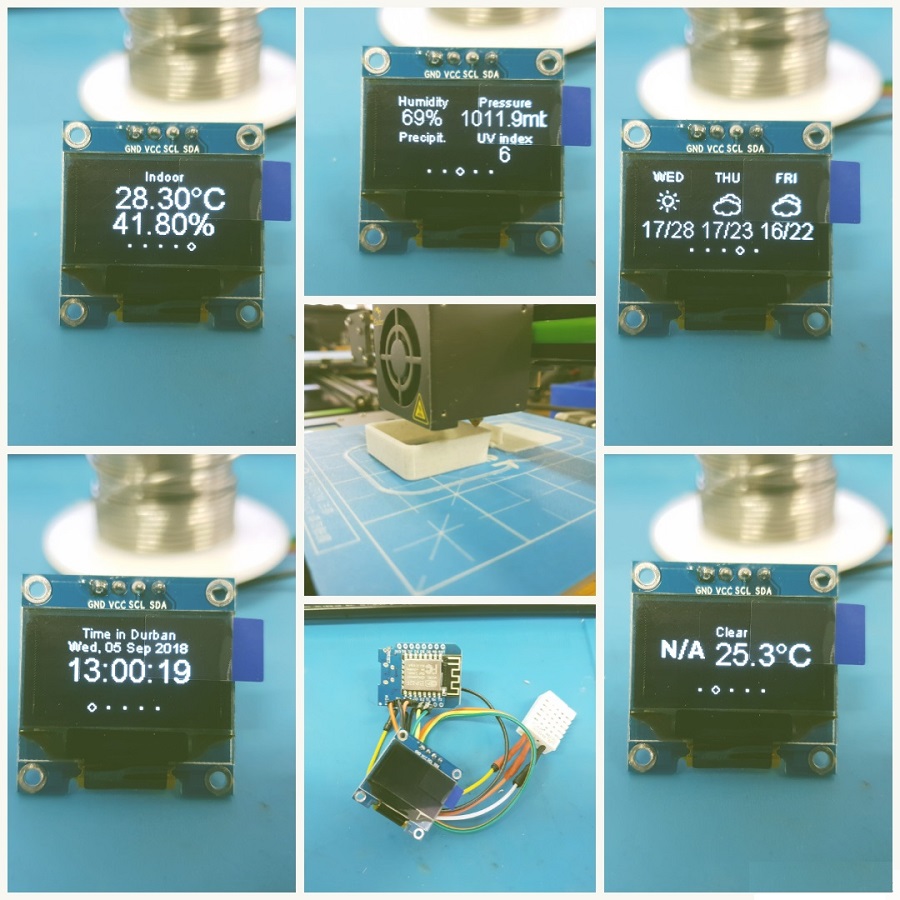 GND VCC SCL SDA
Indoor
28.30°C
41.80%
GND VCC SCL SDA
Humidity Pressure
69% 1011.9mt
Precipit. UV index
6
GND VCC SCL SDA
WED THU FRI
17/28 17/23 16/22
GND VCC SCL SDA
Time in Durban
Wed, 05 Sep 2018
13:00:19
GND VCC SCL SDA
Clear
N/A 25.3°C